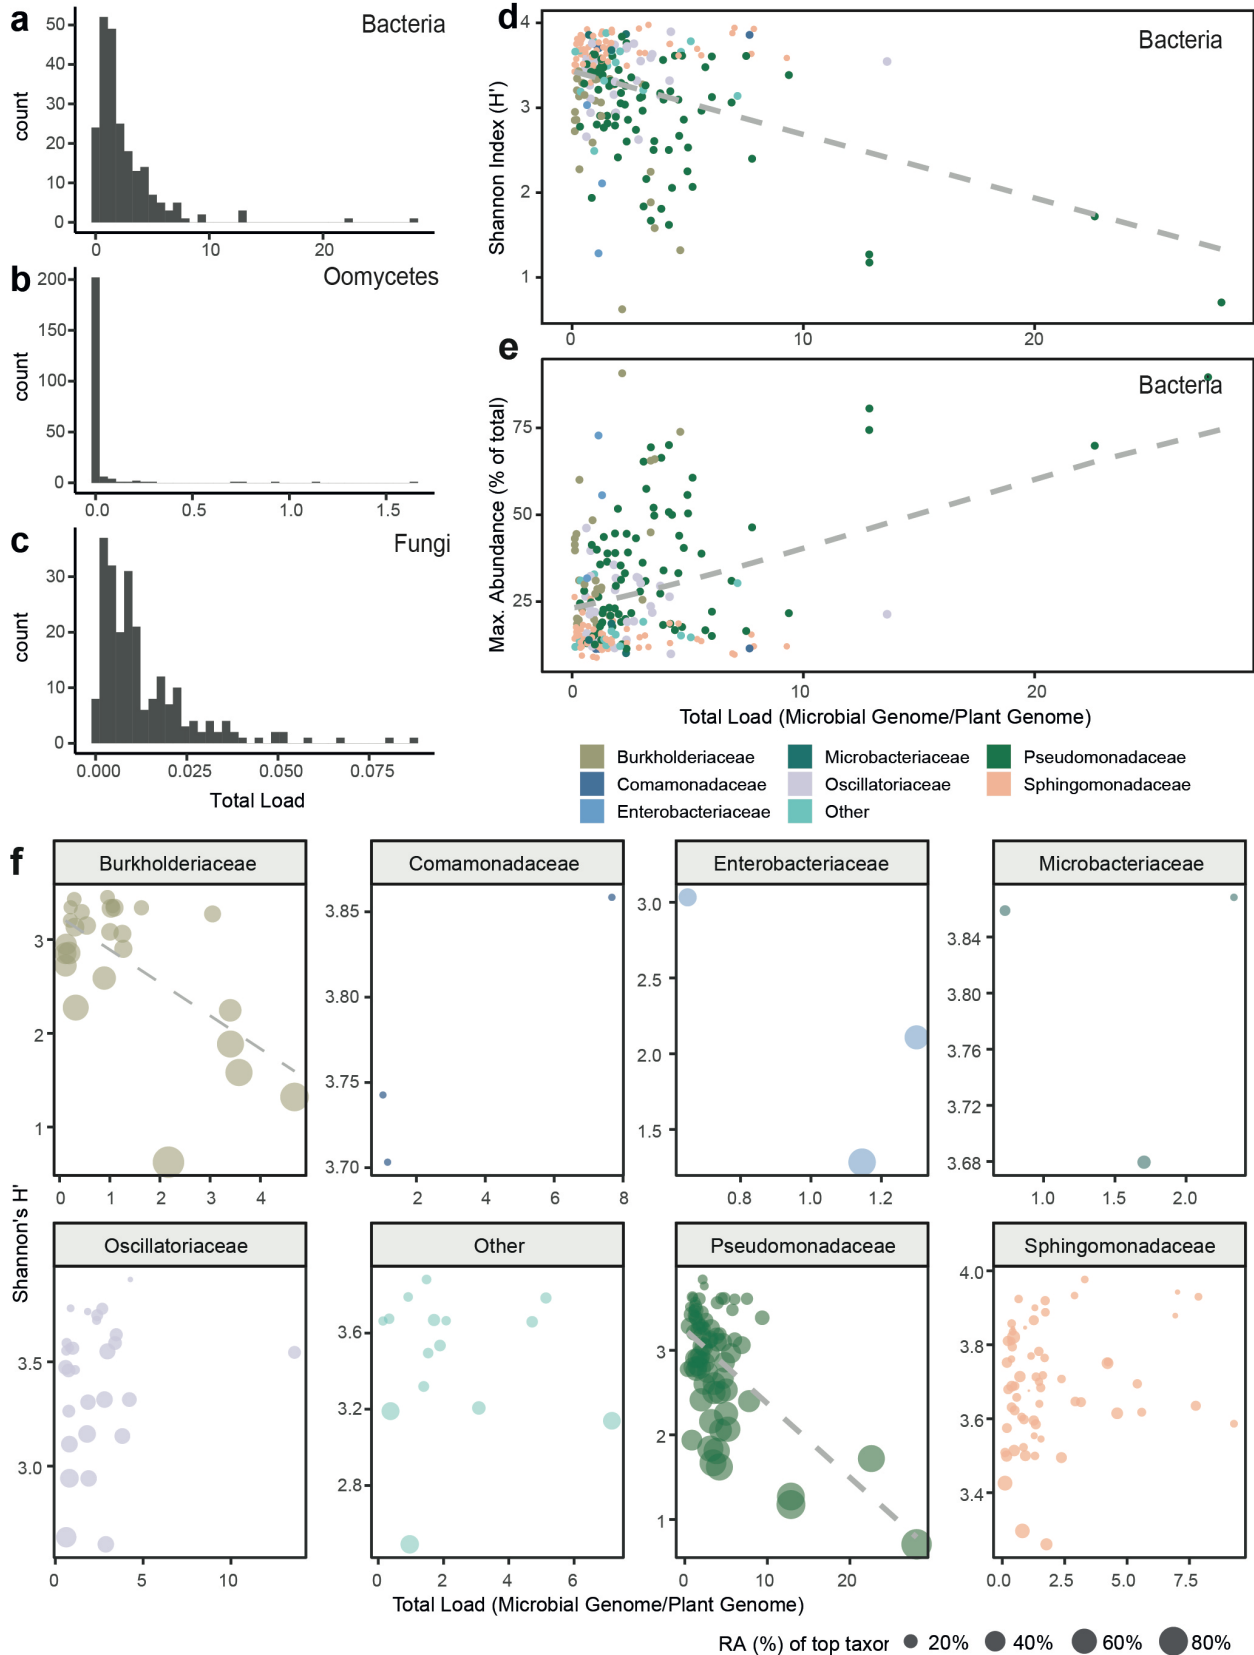 a
Bacteria
count
50
40
30
20
10
0
0
10
20
b
Oomycetes
count
200
150
100
50
0
0.0
0.5
1.0
1.5
c
Fungi
count
30
20
10
0
0.000
0.025
0.050
0.075
Total Load
d
Bacteria
Shannon Index (H')
4
3
2
1
0
10
20
e
Bacteria
Max. Abundance (% of total)
75
50
25
0
10
20
Total Load (Microbial Genome/Plant Genome)
Burkholderiaceae
Microbacteriaceae
Pseudomonadaceae
Comamonadaceae
Oscillatoriaceae
Sphingomonadaceae
Enterobacteriaceae
Other
f
Burkholderiaceae
3
2
1
0
1
2
3
4
Comamonadaceae
3.85
3.80
3.75
3.70
2
4
6
8
Enterobacteriaceae
3.0
2.5
2.0
1.5
0.8
1.0
1.2
Microbacteriaceae
3.84
3.80
3.76
3.72
3.68
1.0
1.5
2.0
Shannon's H'
Oscillatoriaceae
3.5
3.0
0
5
10
Other
3.6
3.2
2.8
0
2
4
6
Pseudomonadaceae
3
2
1
0
10
20
Sphingomonadaceae
4.0
3.8
3.6
3.4
0.0
2.5
5.0
7.5
Total Load (Microbial Genome/Plant Genome)
RA (%) of top taxor
20%
40%
60%
80%